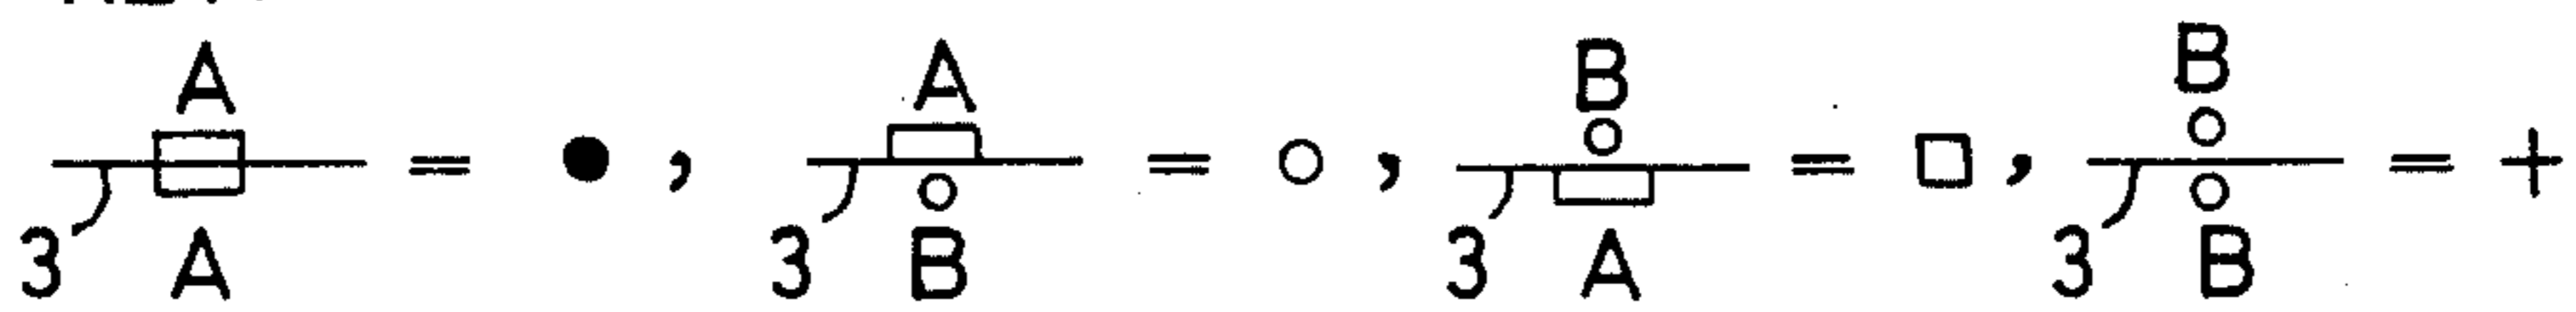 A A B B
= ● , = ○ , = □ , = +
3 A 3 B 3 A 3 B